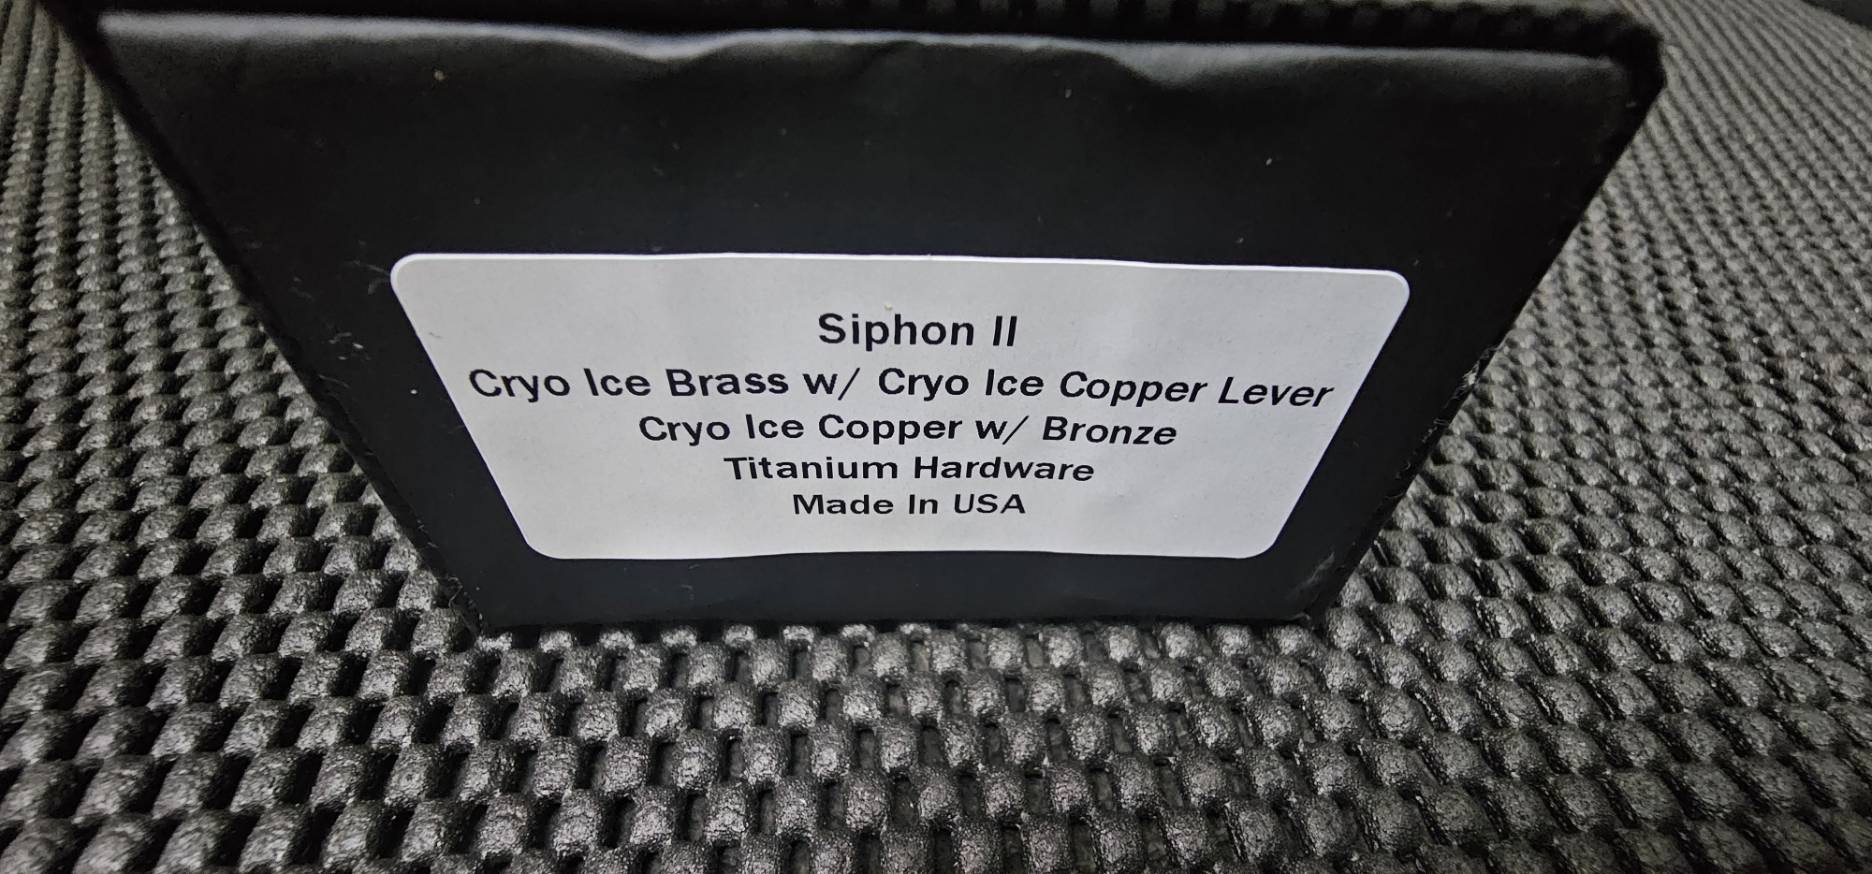 Siphon II
Cryo Ice Brass w/ Cryo Ice Copper Lever
Cryo Ice Copper w/ Bronze
Titanium Hardware
Made In USA